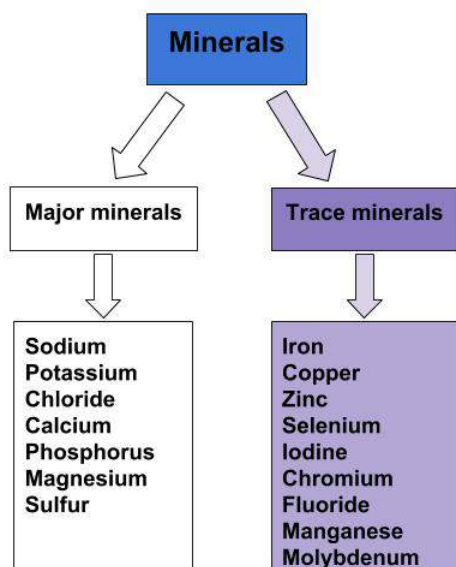 Minerals
Major minerals
Trace minerals
Sodium
Potassium
Chloride
Calcium
Phosphorus
Magnesium
Sulfur
Iron
Copper
Zinc
Selenium
Iodine
Chromium
Fluoride
Manganese
Molybdenum